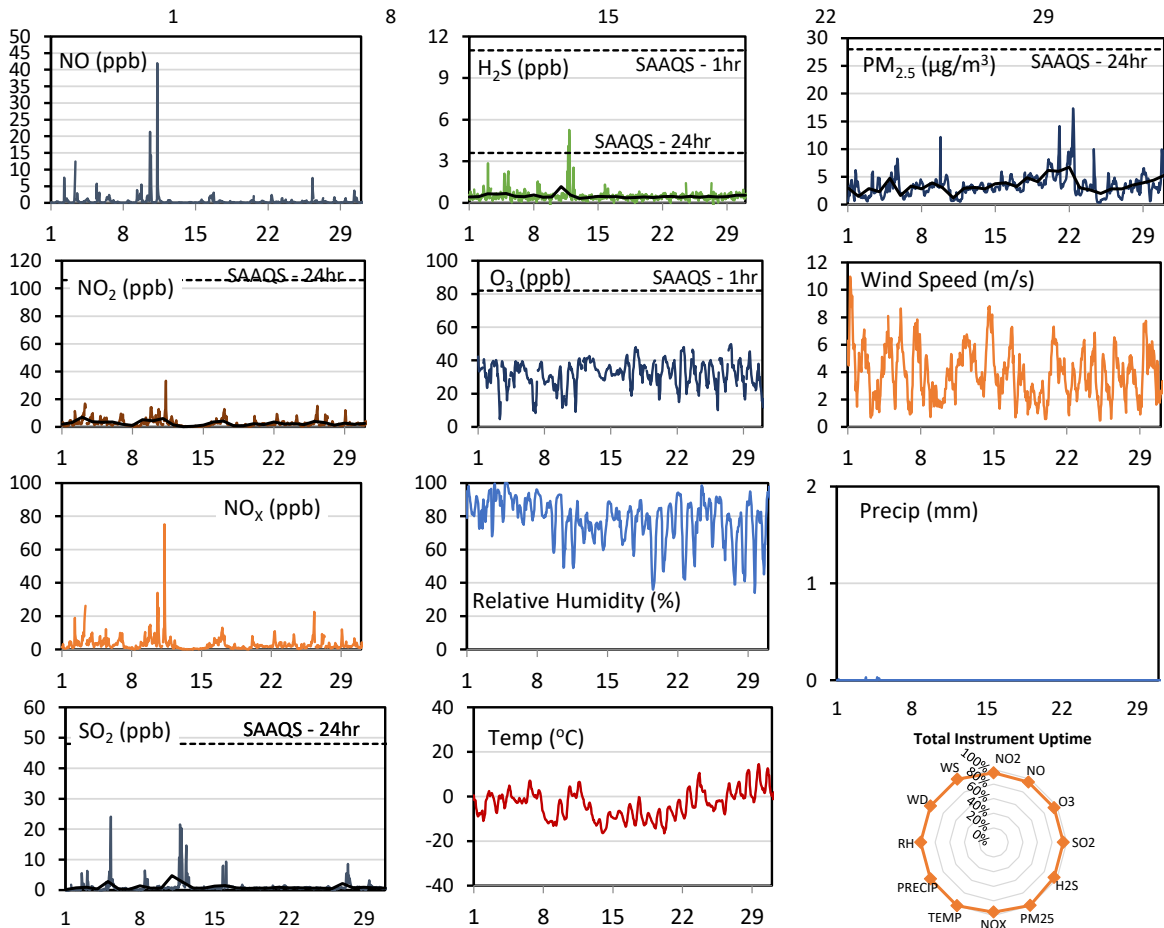 1 8 15 22 29
NO (ppb)
50
45
40
35
30
25
20
15
10
5
0
1 8 15 22 29
H₂S (ppb)
SAAQS - 1hr
SAAQS - 24hr
12
9
6
3
0
1 8 15 22 29
PM₂.₅ (µg/m³)
SAAQS - 24hr
30
25
20
15
10
5
0
1 8 15 22 29
SAAQS - 24hr
NO₂ (ppb)
120
100
80
60
40
20
0
1 8 15 22 29
O₃ (ppb)
SAAQS - 1hr
100
80
60
40
20
0
1 8 15 22 29
Wind Speed (m/s)
12
10
8
6
4
2
0
1 8 15 22 29
NOX (ppb)
100
80
60
40
20
0
1 8 15 22 29
100
80
60
40
20
0
Relative Humidity (%)
1 8 15 22 29
Precip (mm)
2
1
0
1 8 15 22 29
SO₂ (ppb)
SAAQS - 24hr
60
50
40
30
20
10
0
1 8 15 22 29
Temp (°C)
40
20
0
-20
-40
1 8 15 22 29
Total Instrument Uptime
100%
80%
60%
40%
20%
0%
NO2
NO
O3
SO2
H2S
PM25
NOX
TEMP
PRECIP
RH
WD
WS